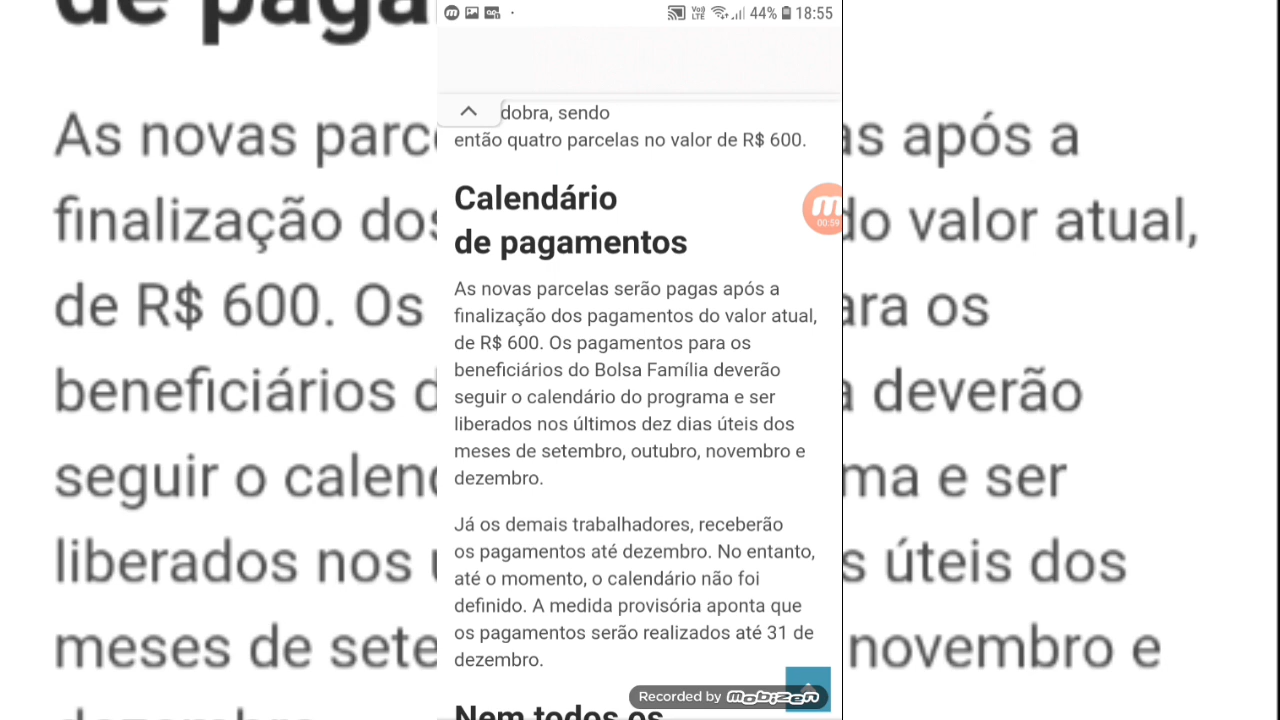 44% 18:55
dobra, sendo
então quatro parcelas no valor de R$ 600.
Calendário
de pagamentos
00:59
As novas parcelas serão pagas após a
finalização dos pagamentos do valor atual,
de R$ 600. Os pagamentos para os
beneficiários do Bolsa Família deverão
seguir o calendário do programa e ser
liberados nos últimos dez dias úteis dos
meses de setembro, outubro, novembro e
dezembro.
Já os demais trabalhadores, receberão
os pagamentos até dezembro. No entanto,
até o momento, o calendário não foi
definido. A medida provisória aponta que
os pagamentos serão realizados até 31 de
dezembro.
Recorded by Mobizen
Nem todos os